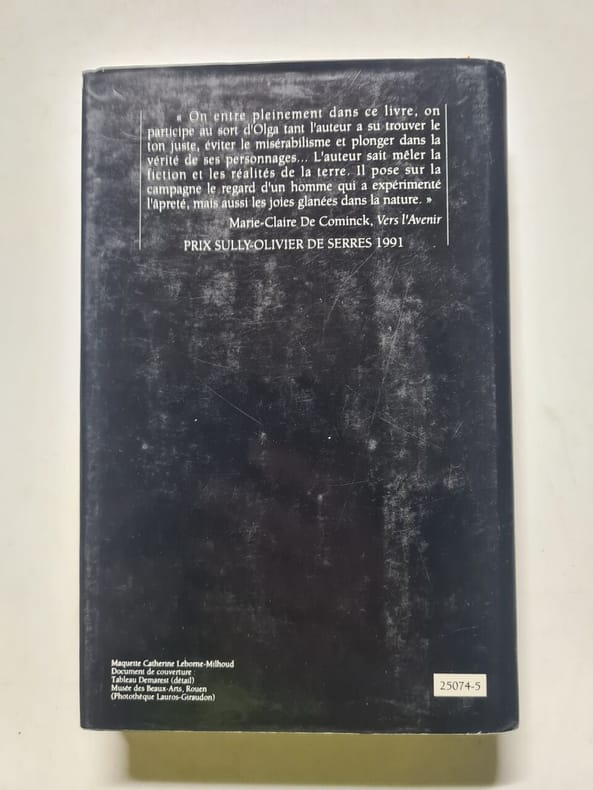 « On entre pleinement dans ce livre, on
participe au sort d'Olga tant l'auteur a su trouver le
ton juste, éviter le misérabilisme et plonger dans la
vérité de ses personnages... L'auteur sait mêler la
fiction et les réalités de la terre. Il pose sur la
campagne le regard d'un homme qui a expérimenté
l'âpreté, mais aussi les joies glanées dans la nature. »
Marie-Claire De Cominck, Vers l'Avenir
PRIX SULLY-OLIVIER DE SERRES 1991
Maquette Catherine Leborne-Milhoud
Document de couverture :
Tableau Demarest (détail)
Musée des Beaux-Arts, Rouen
(Photothèque Lauros-Giraudon)
25074-5